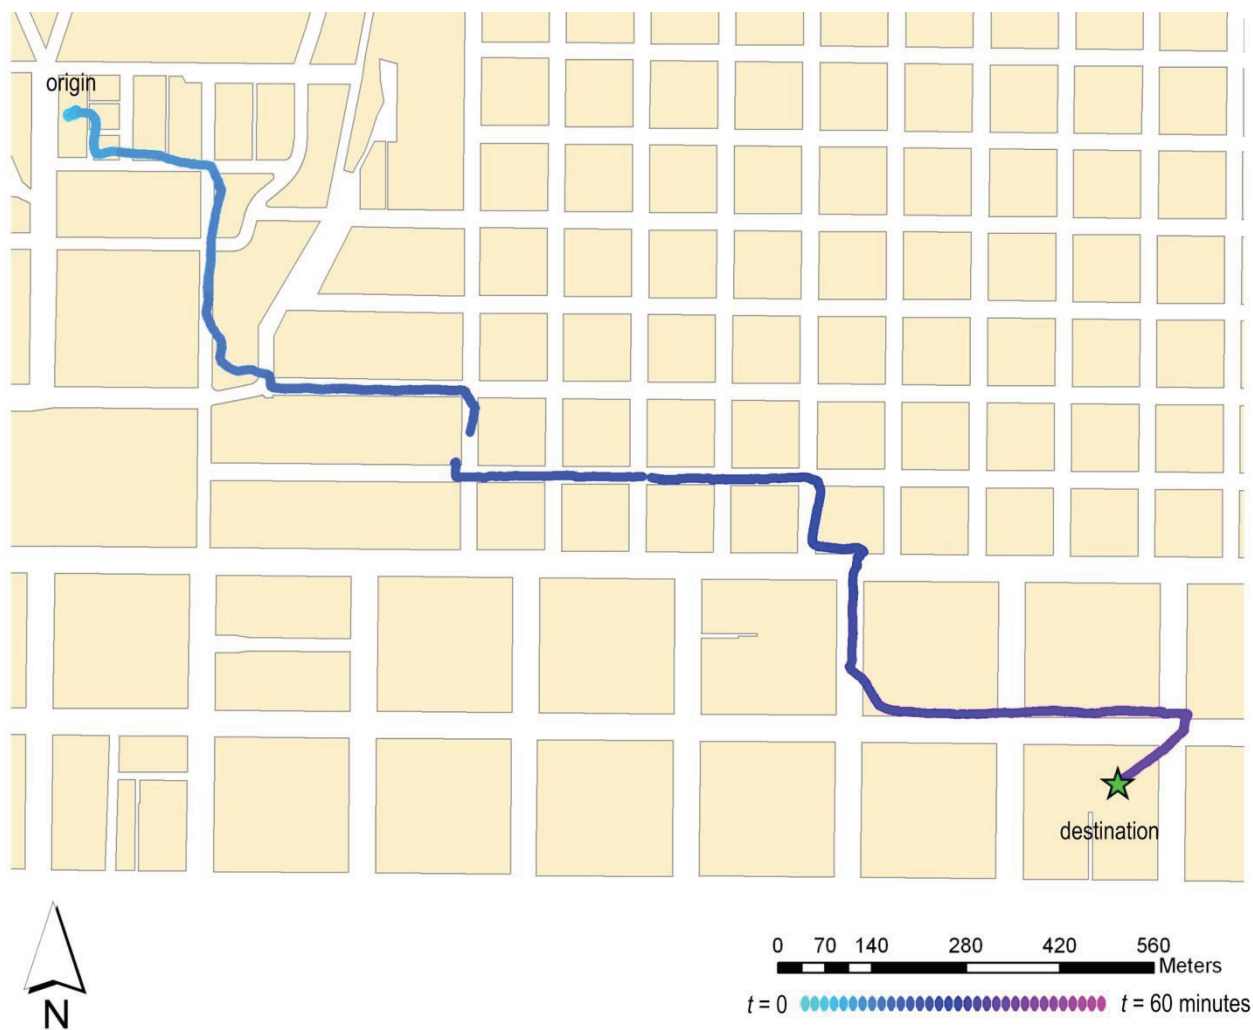 origin
destination
0 70 140 280 420 560
Meters
t = 0 t = 60 minutes
N